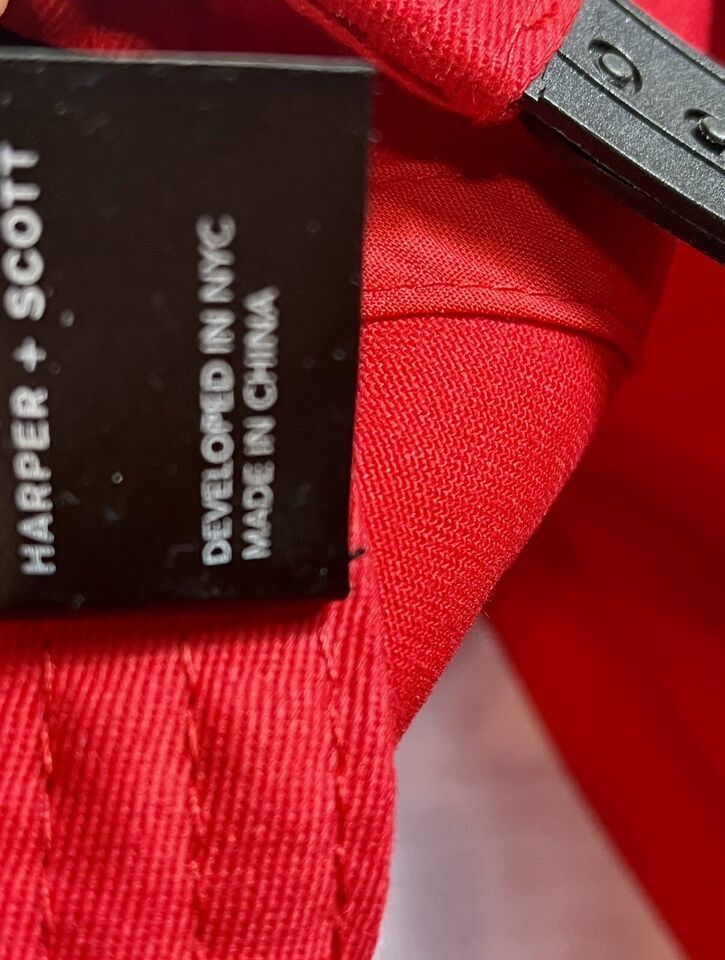 HARPER + SCOTT
DEVELOPED IN NYC
MADE IN CHINA